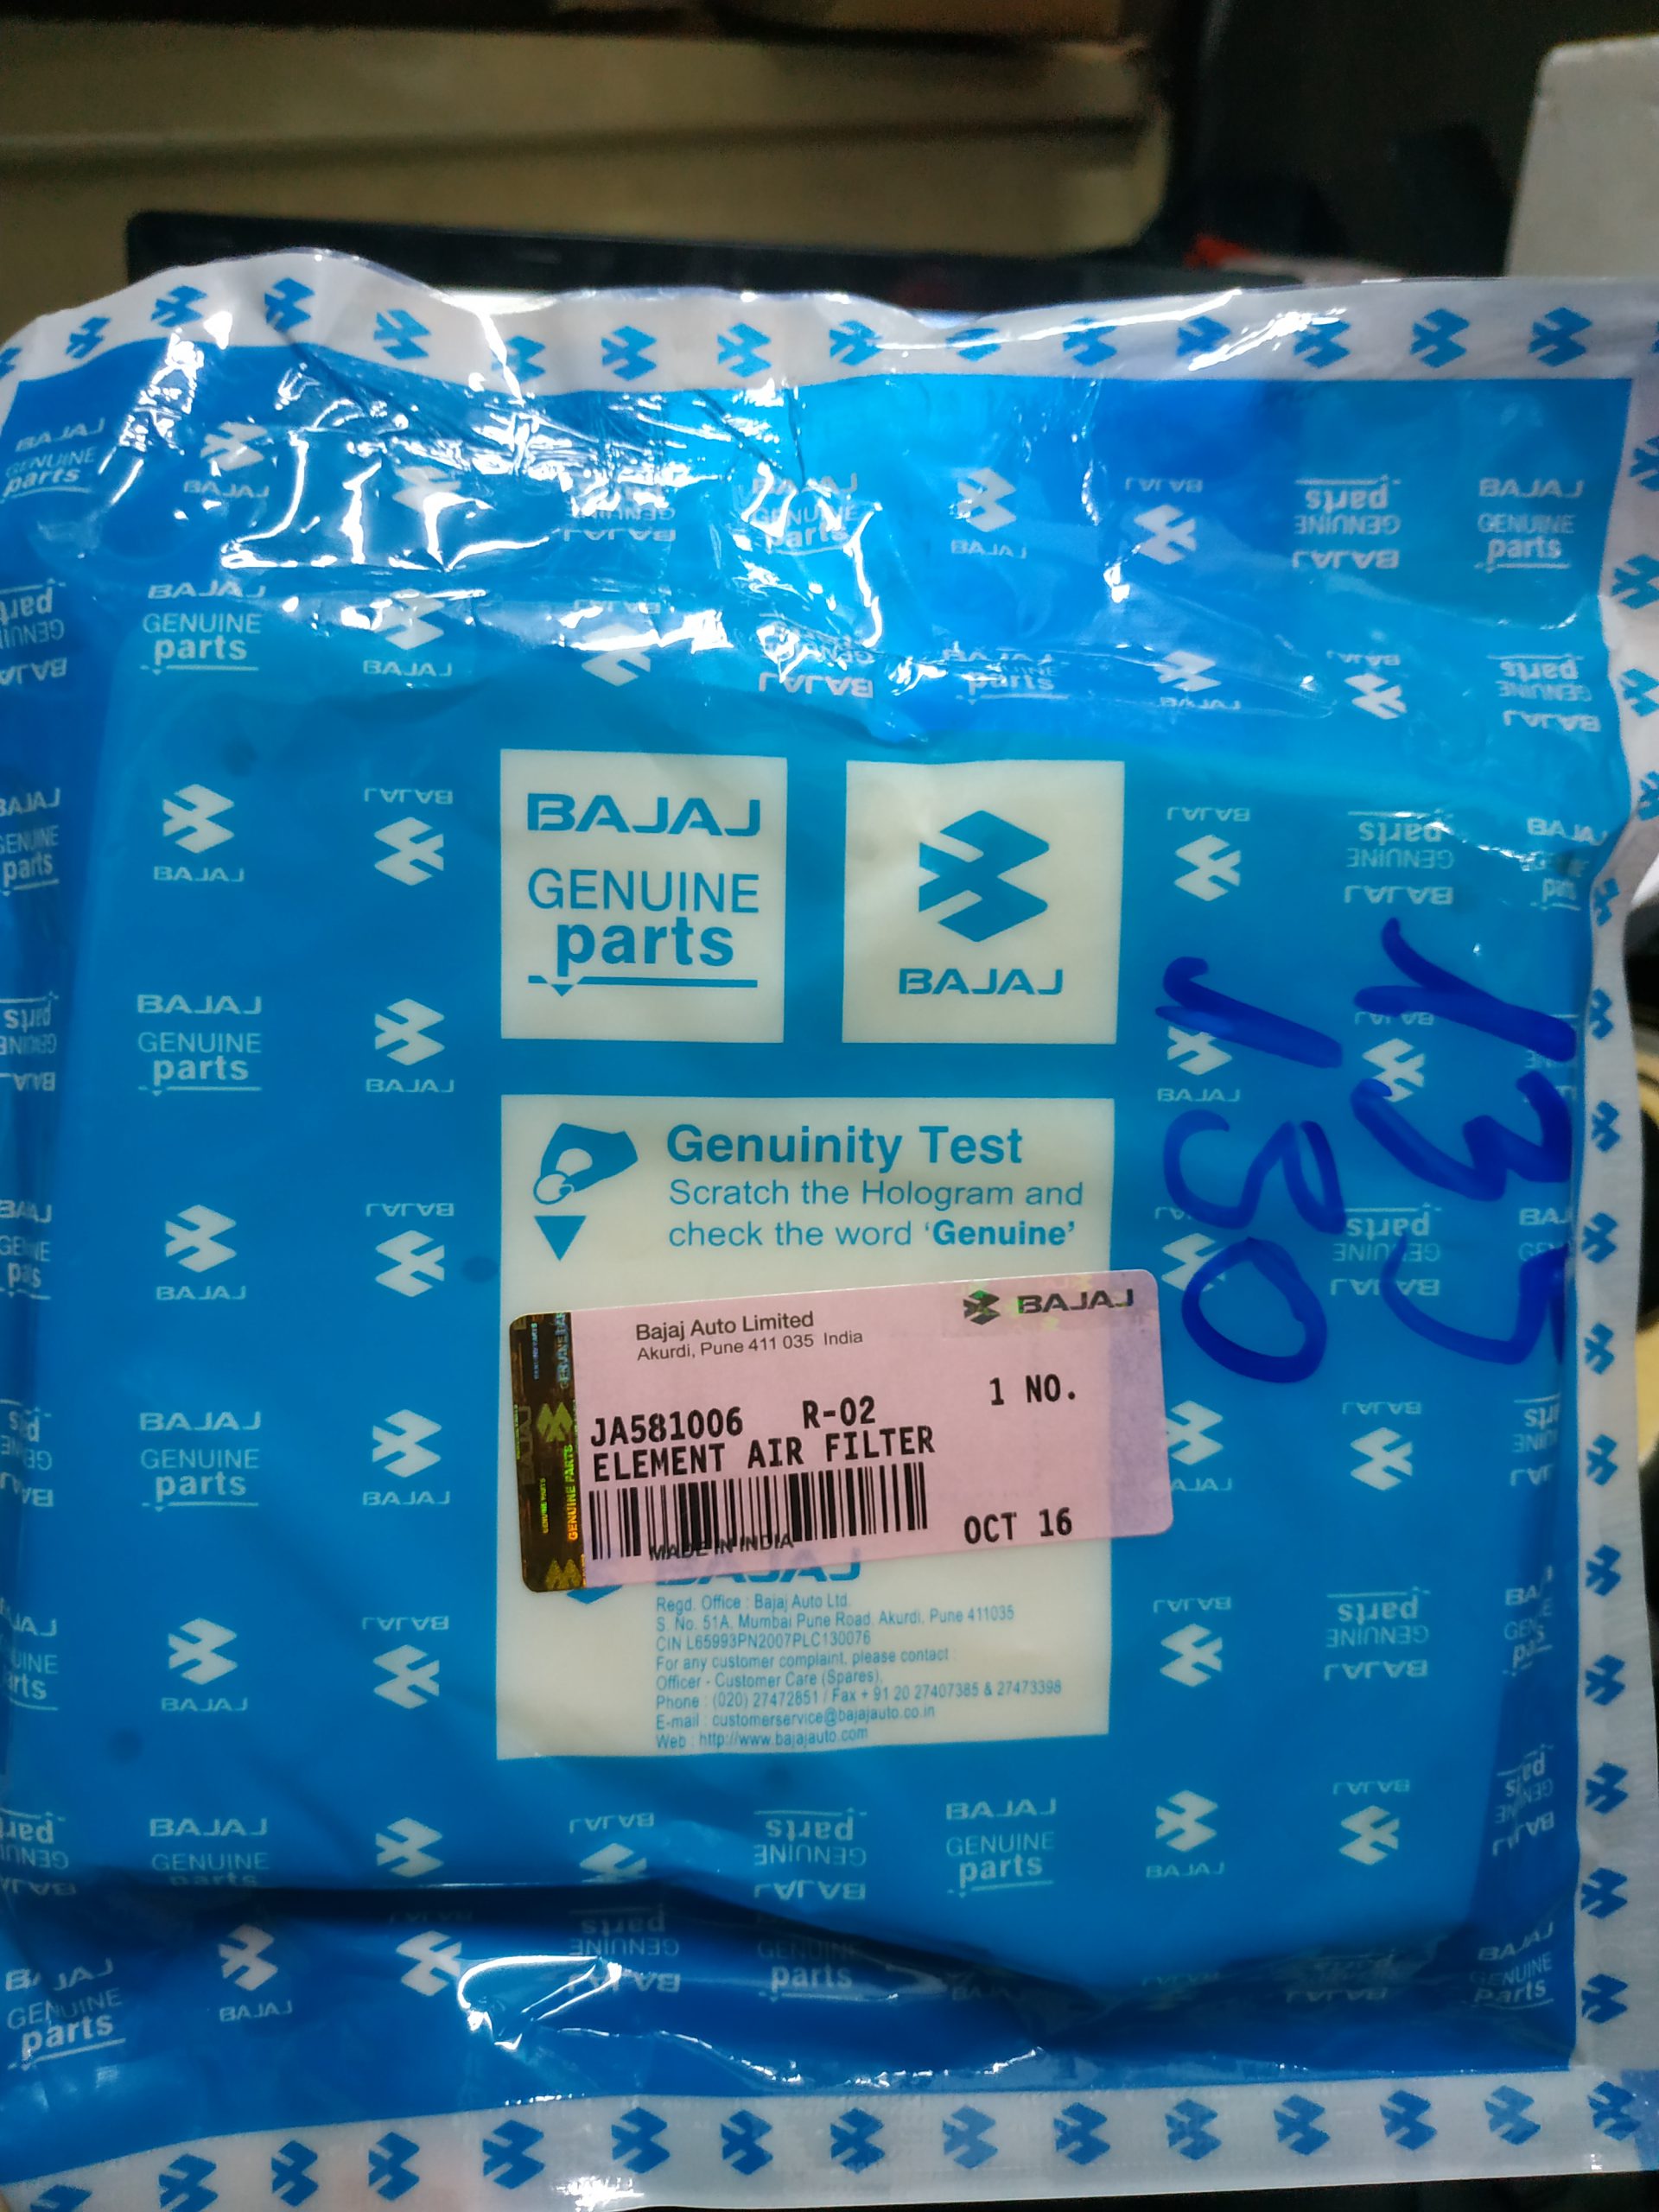 BAJAJ
GENUINE
parts
BAJAJ
Genuinity Test
Scratch the Hologram and
check the word ‘Genuine’
135
150
Bajaj Auto Limited
Akurdi, Pune 411 035 India
BAJAJ
1 NO.
JA581006 R-02
ELEMENT AIR FILTER
MADE IN INDIA
OCT 16
GENUINE PARTS
BAJAJ
Regd. Office : Bajaj Auto Ltd.
S. No. 51A, Mumbai Pune Road, Akurdi, Pune 411035
CIN L65993PN2007PLC130076
For any customer complaint, please contact :
Officer - Customer Care (Spares),
Phone : (020) 27472851 / Fax + 91 20 27407385 & 27473398
E-mail : customerservice@bajajauto.co.in
Web : http://www.bajajauto.com